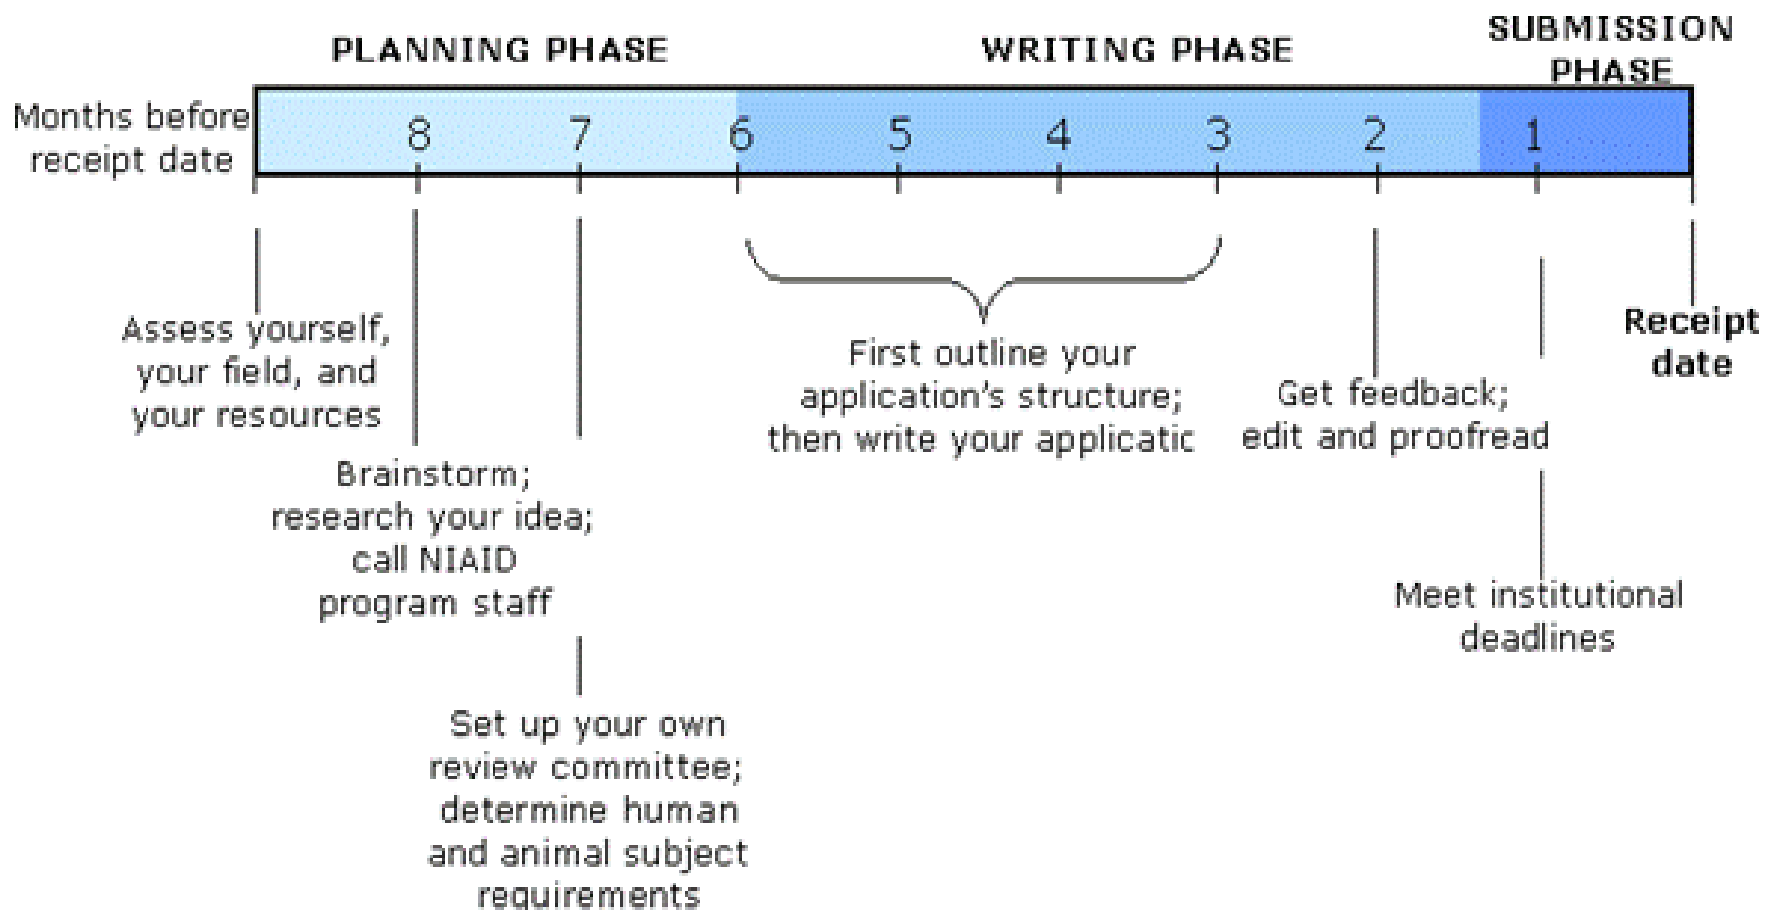 PLANNING PHASE
WRITING PHASE
SUBMISSION
PHASE
Months before
receipt date
8 7 6 5 4 3 2 1
Assess yourself,
your field, and
your resources
Brainstorm;
research your idea;
call NIAID
program staff
Set up your own
review committee;
determine human
and animal subject
requirements
First outline your
application's structure;
then write your applicatic
Get feedback;
edit and proofread
Meet institutional
deadlines
Receipt
date